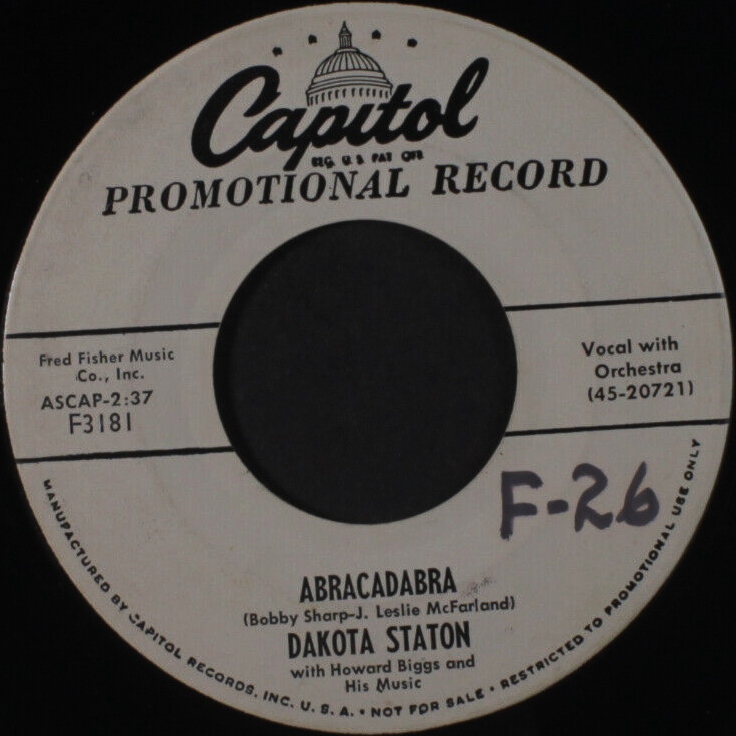 Capitol
REG. U.S. PAT. OFF.
PROMOTIONAL RECORD
Fred Fisher Music
Co., Inc.
ASCAP-2:37
F3181
Vocal with
Orchestra
(45-20721)
F-26
ABRACADABRA
(Bobby Sharp-J. Leslie McFarland)
DAKOTA STATON
with Howard Biggs and
His Music
MANUFACTURED BY CAPITOL RECORDS, INC. U. S. A. • NOT FOR SALE • RESTRICTED TO PROMOTIONAL USE ONLY